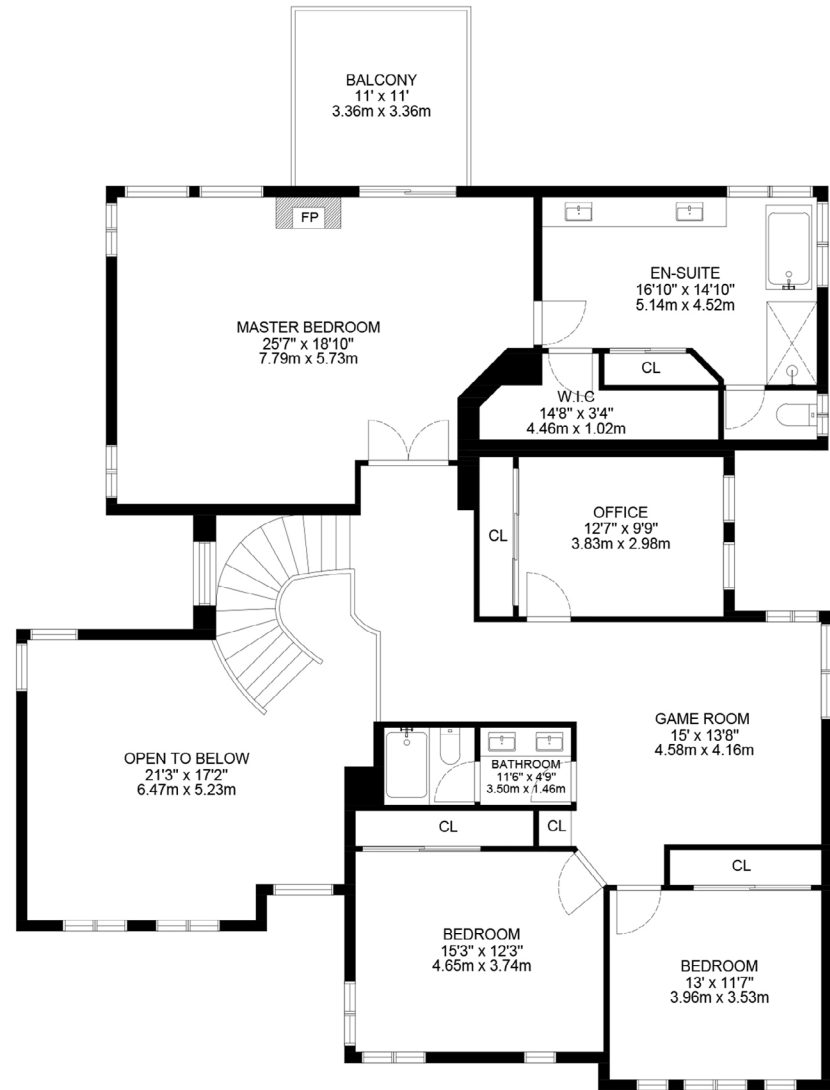 BALCONY
11' x 11'
3.36m x 3.36m
FP
MASTER BEDROOM
25'7" x 18'10"
7.79m x 5.73m
EN-SUITE
16'10" x 14'10"
5.14m x 4.52m
CL
W.I.C
14'8" x 3'4"
4.46m x 1.02m
CL
OFFICE
12'7" x 9'9"
3.83m x 2.98m
GAME ROOM
15' x 13'8"
4.58m x 4.16m
OPEN TO BELOW
21'3" x 17'2"
6.47m x 5.23m
BATHROOM
11'6" x 4'9"
3.50m x 1.46m
CL
CL
CL
BEDROOM
15'3" x 12'3"
4.65m x 3.74m
BEDROOM
13' x 11'7"
3.96m x 3.53m